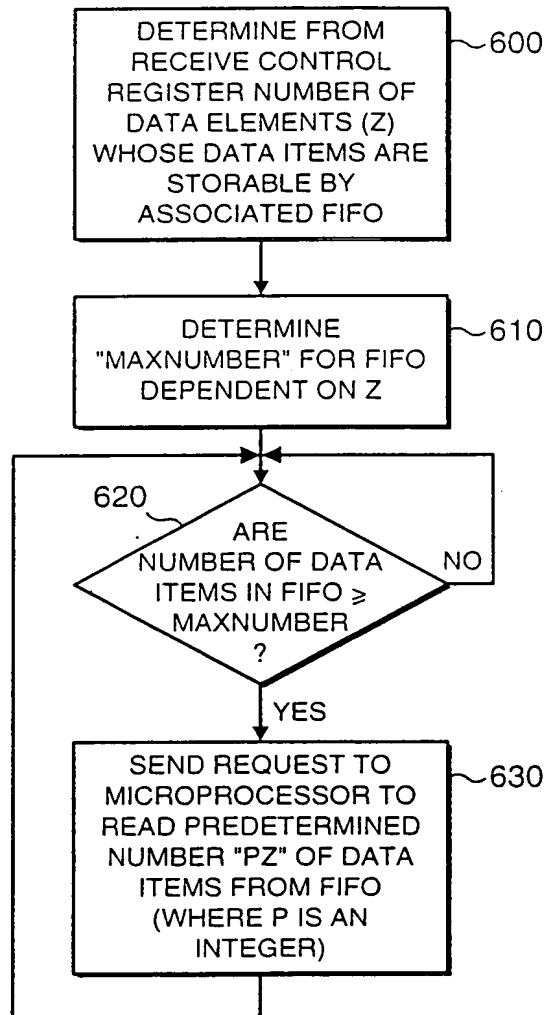 DETERMINE FROM
RECEIVE CONTROL
REGISTER NUMBER OF
DATA ELEMENTS (Z)
WHOSE DATA ITEMS ARE
STORABLE BY
ASSOCIATED FIFO
600
DETERMINE
"MAXNUMBER" FOR FIFO
DEPENDENT ON Z
610
620
ARE
NUMBER OF DATA
ITEMS IN FIFO ⩾
MAXNUMBER
?
NO
YES
SEND REQUEST TO
MICROPROCESSOR TO
READ PREDETERMINED
NUMBER "PZ" OF DATA
ITEMS FROM FIFO
(WHERE P IS AN
INTEGER)
630